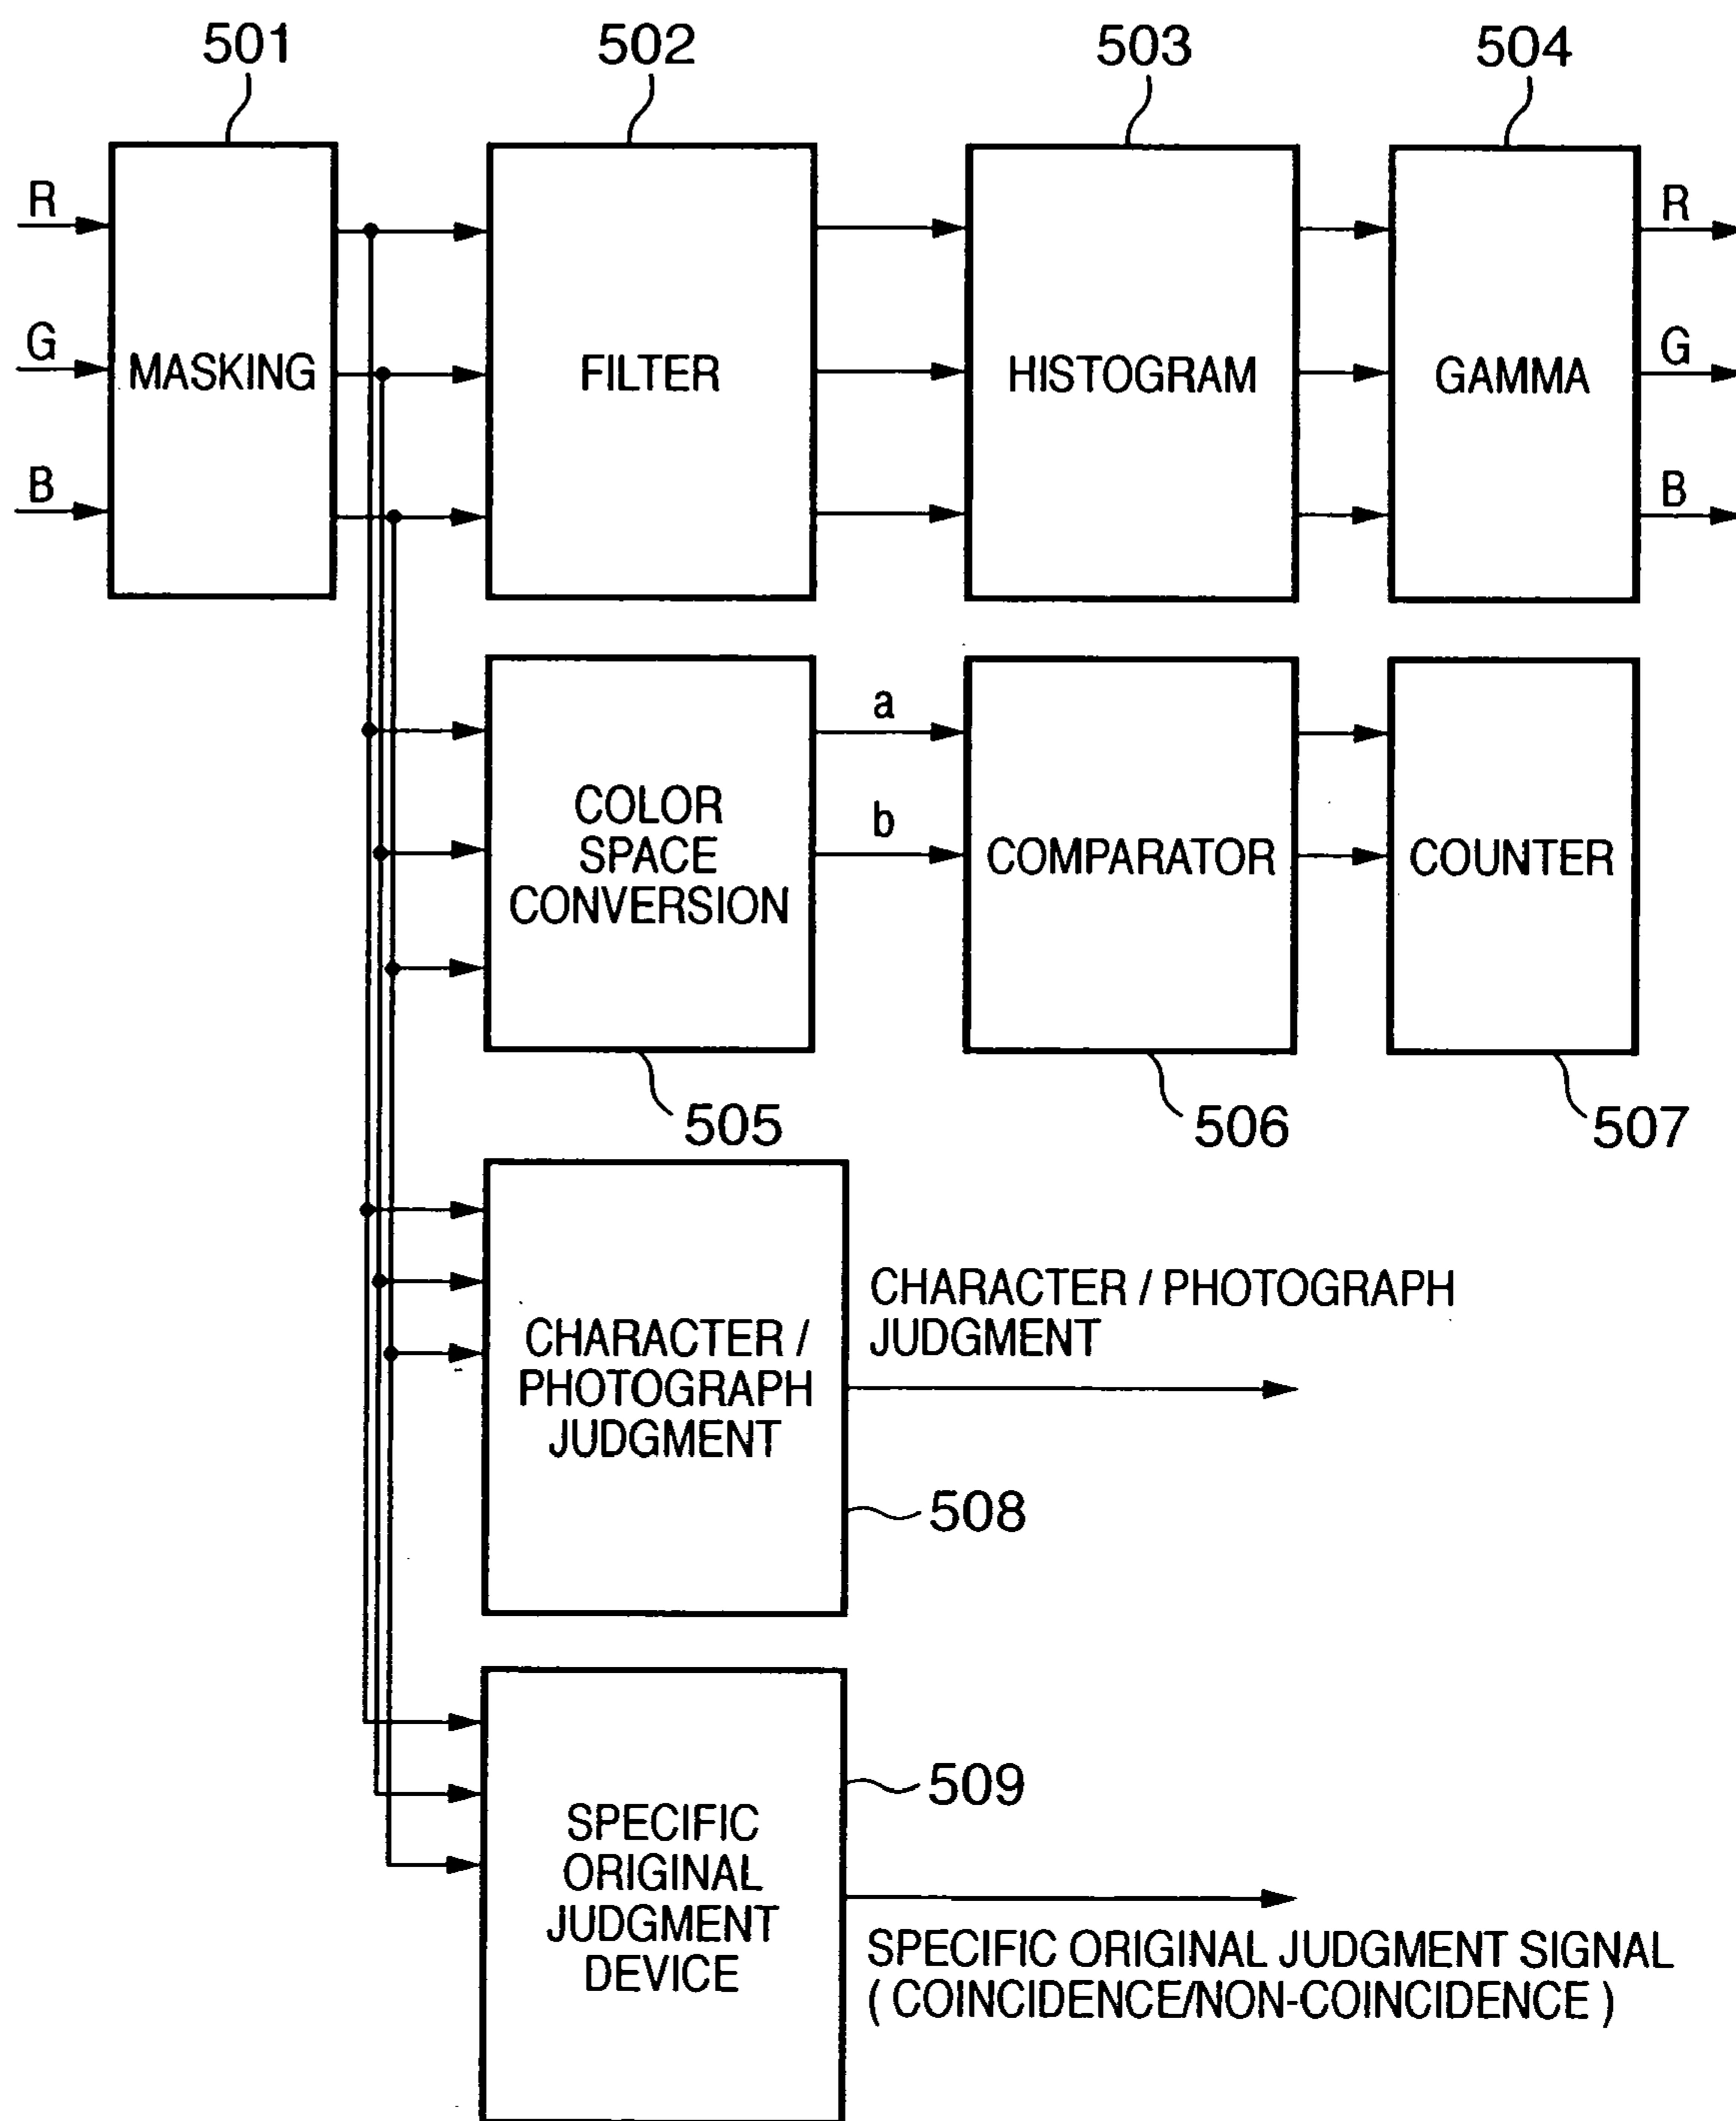 501
502
503
504
R
G
B
MASKING
FILTER
HISTOGRAM
GAMMA
R
G
B
COLOR
SPACE
CONVERSION
a
b
COMPARATOR
COUNTER
505
506
507
CHARACTER /
PHOTOGRAPH
JUDGMENT
CHARACTER / PHOTOGRAPH
JUDGMENT
508
SPECIFIC
ORIGINAL
JUDGMENT
DEVICE
509
SPECIFIC ORIGINAL JUDGMENT SIGNAL
( COINCIDENCE/NON-COINCIDENCE )